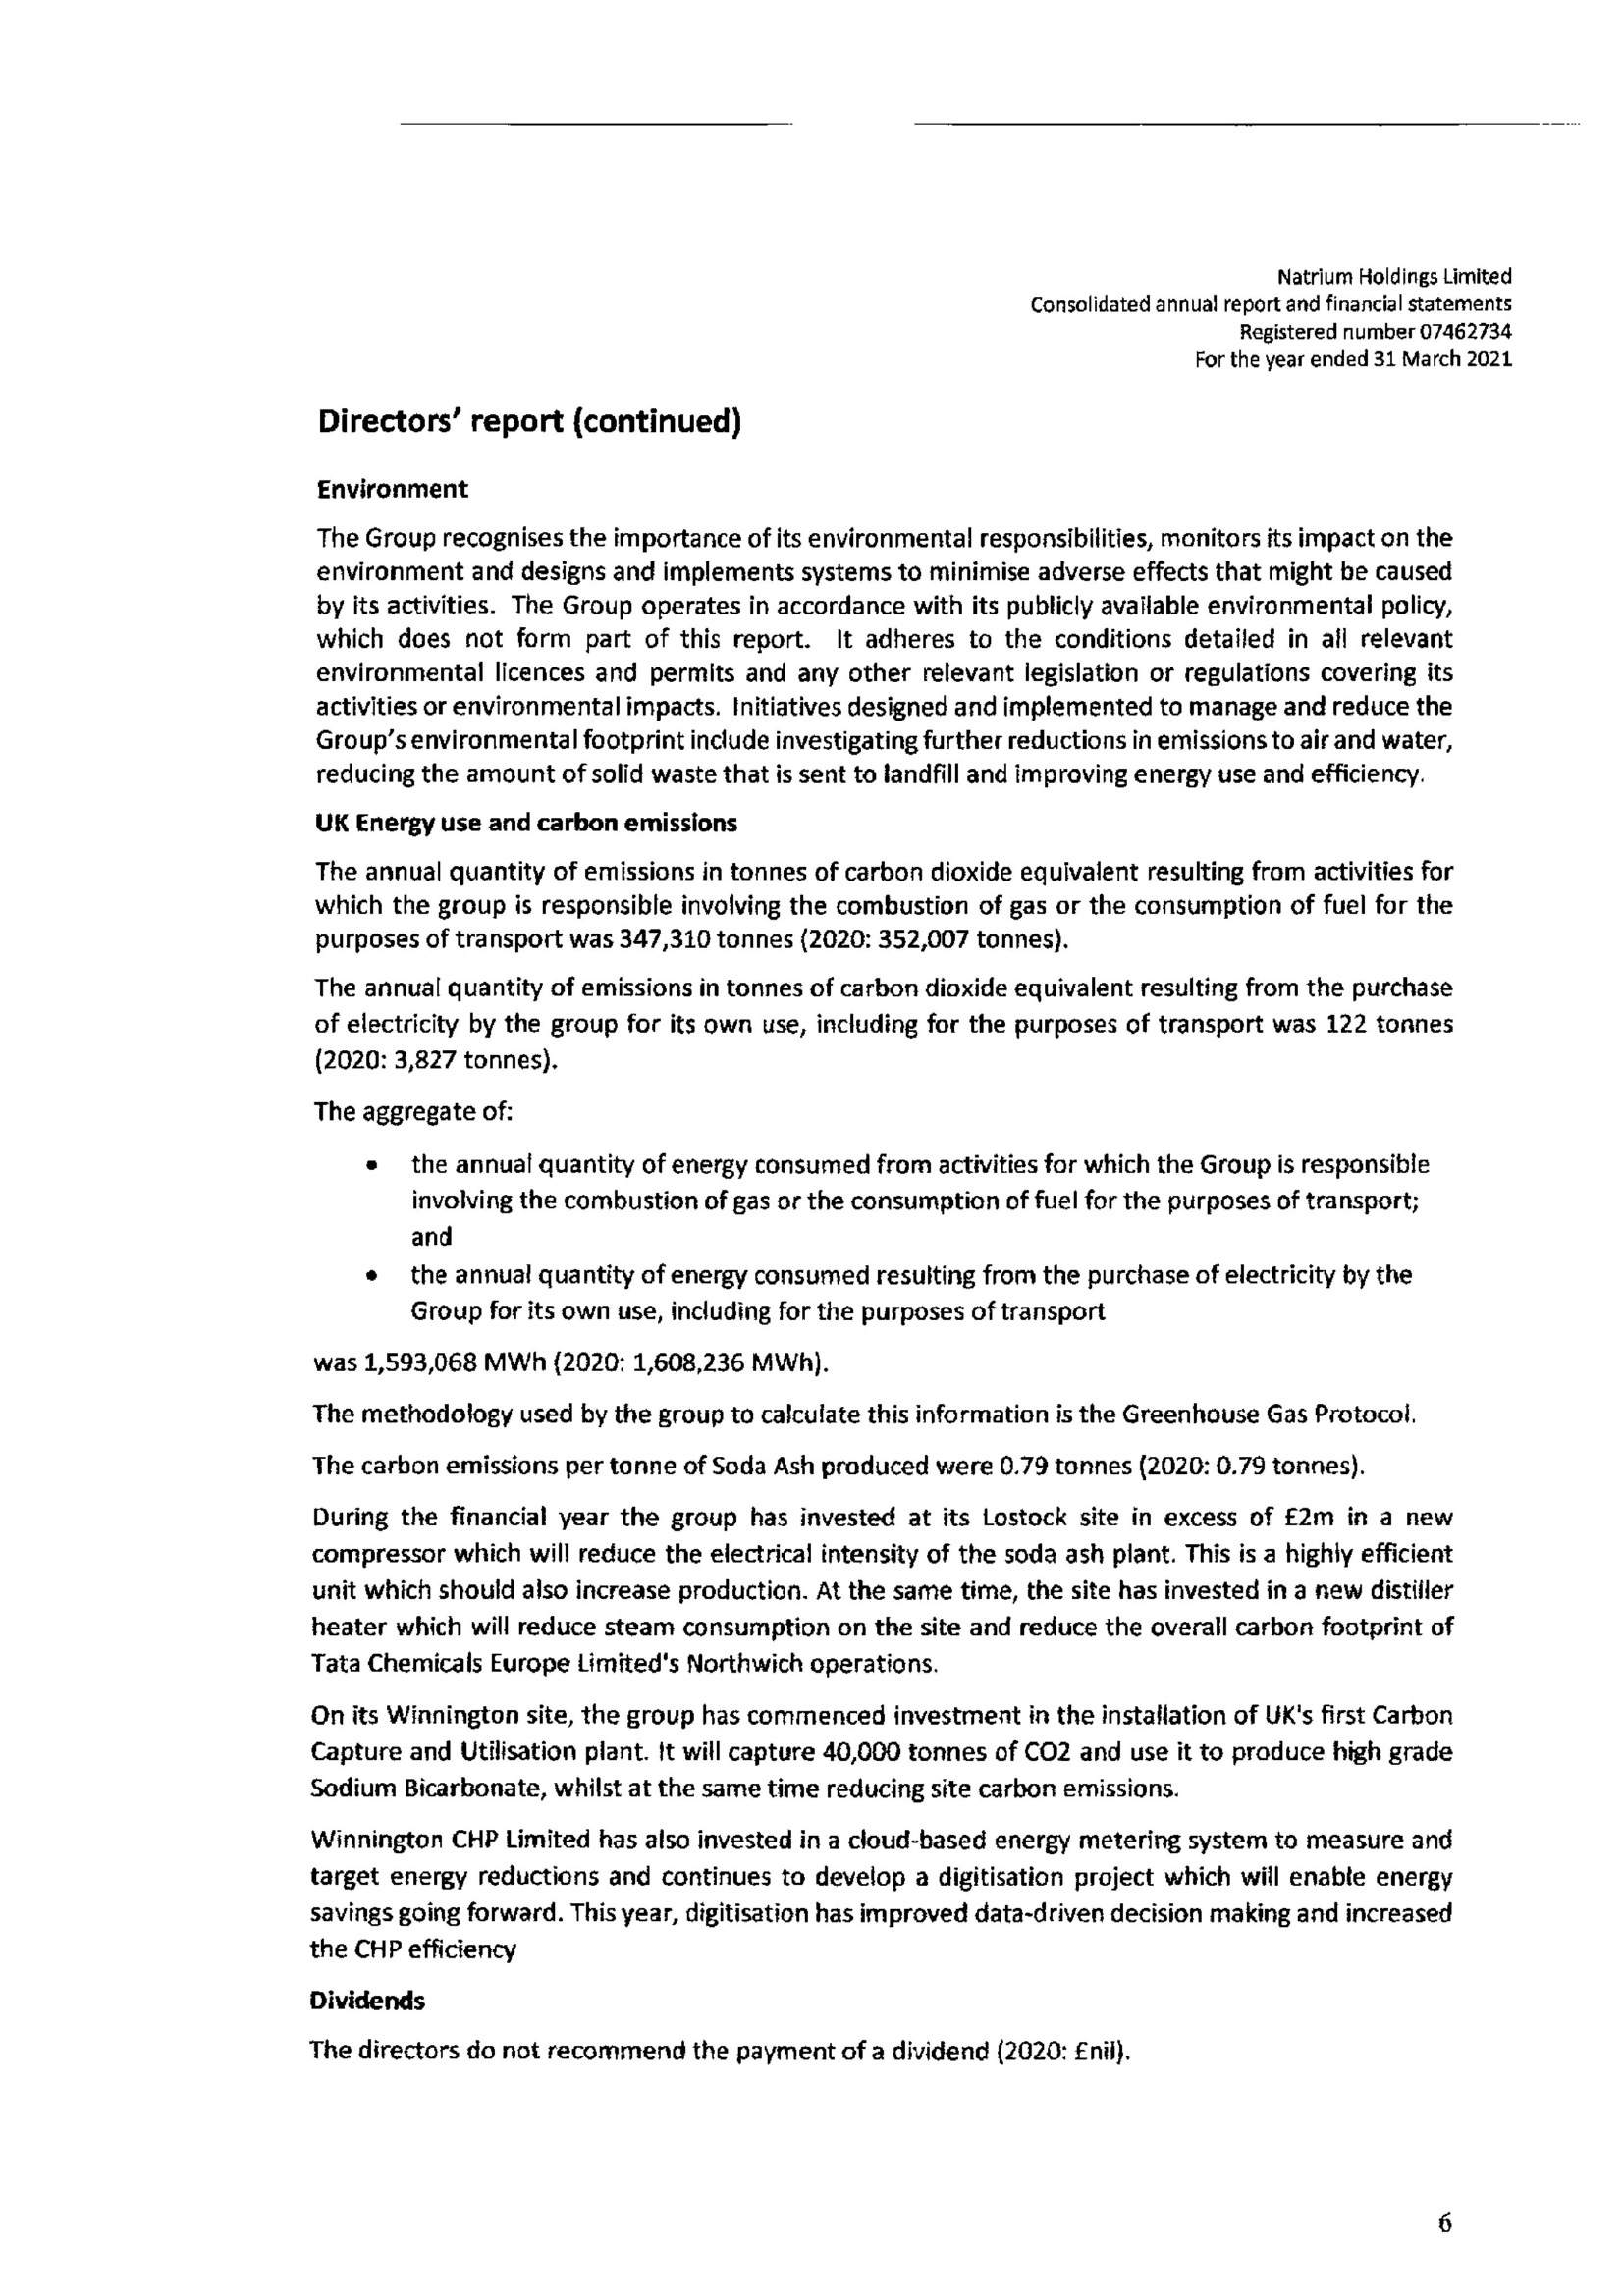 Natrium Holdings Limited
Consolidated annual report and financial statements
Registered number 07462734
For the year ended 31 March 2021
Directors' report (continued)
Environment
The Group recognises the importance of its environmental responsibilities, monitors its impact on the
environment and designs and implements systems to minimise adverse effects that might be caused
by its activities. The Group operates in accordance with its publicly available environmental policy,
which does not form part of this report. It adheres to the conditions detailed in all relevant
environmental licences and permits and any other relevant legislation or regulations covering its
activities or environmental impacts. Initiatives designed and implemented to manage and reduce the
Group's environmental footprint include investigating further reductions in emissions to air and water,
reducing the amount of solid waste that is sent to landfill and improving energy use and efficiency.
UK Energy use and carbon emissions
The annual quantity of emissions in tonnes of carbon dioxide equivalent resulting from activities for
which the group is responsible involving the combustion of gas or the consumption of fuel for the
purposes of transport was 347,310 tonnes (2020: 352,007 tonnes).
The annual quantity of emissions in tonnes of carbon dioxide equivalent resulting from the purchase
of electricity by the group for its own use, including for the purposes of transport was 122 tonnes
(2020: 3,827 tonnes).
The aggregate of:
• the annual quantity of energy consumed from activities for which the Group is responsible
involving the combustion of gas or the consumption of fuel for the purposes of transport;
and
• the annual quantity of energy consumed resulting from the purchase of electricity by the
Group for its own use, including for the purposes of transport
was 1,593,068 MWh (2020: 1,608,236 MWh).
The methodology used by the group to calculate this information is the Greenhouse Gas Protocol.
The carbon emissions per tonne of Soda Ash produced were 0.79 tonnes (2020: 0.79 tonnes).
During the financial year the group has invested at its Lostock site in excess of £2m in a new
compressor which will reduce the electrical intensity of the soda ash plant. This is a highly efficient
unit which should also increase production. At the same time, the site has invested in a new distiller
heater which will reduce steam consumption on the site and reduce the overall carbon footprint of
Tata Chemicals Europe Limited's Northwich operations.
On its Winnington site, the group has commenced investment in the installation of UK's first Carbon
Capture and Utilisation plant. It will capture 40,000 tonnes of CO2 and use it to produce high grade
Sodium Bicarbonate, whilst at the same time reducing site carbon emissions.
Winnington CHP Limited has also invested in a cloud-based energy metering system to measure and
target energy reductions and continues to develop a digitisation project which will enable energy
savings going forward. This year, digitisation has improved data-driven decision making and increased
the CHP efficiency
Dividends
The directors do not recommend the payment of a dividend (2020: £nil).
6